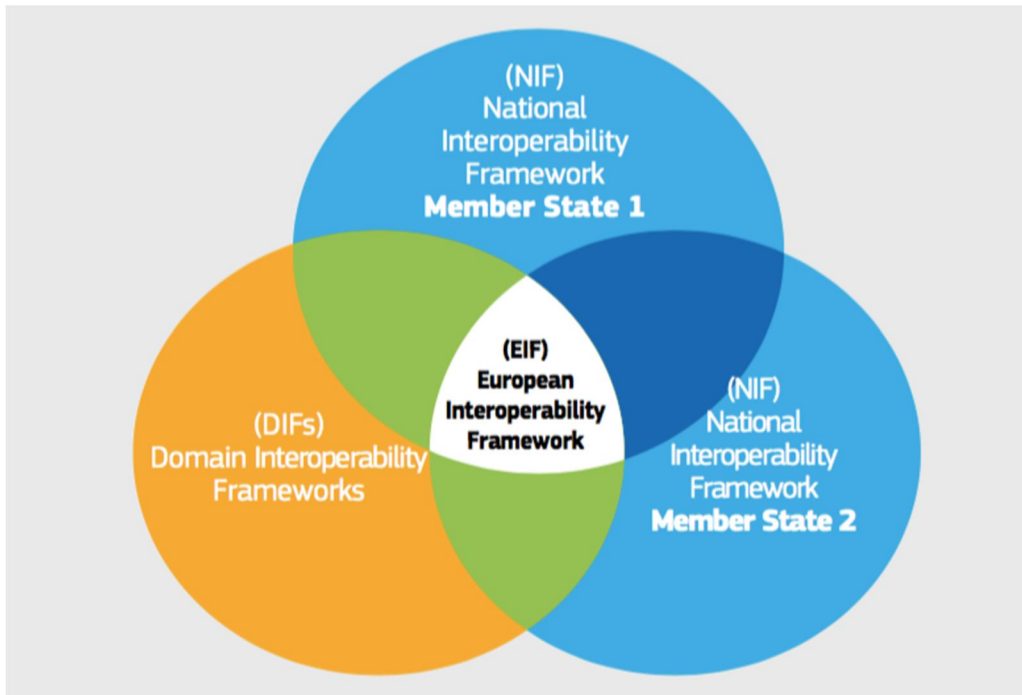 (NIF)
National
Interoperability
Framework
Member State 1
(EIF)
European
Interoperability
Framework
(DIFs)
Domain Interoperability
Frameworks
(NIF)
National
Interoperability
Framework
Member State 2